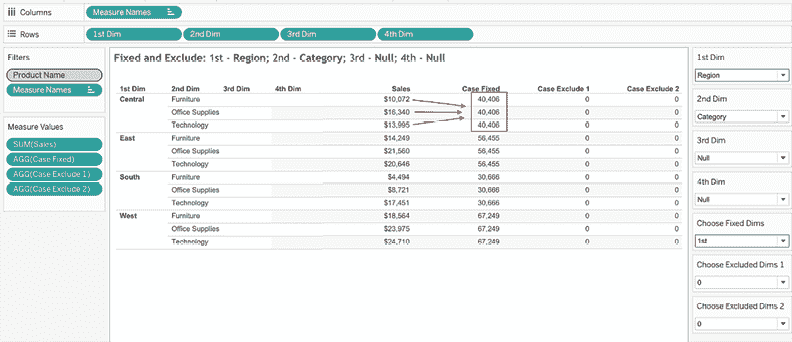 Columns Measure Names
Rows 1st Dim 2nd Dim 3rd Dim 4th Dim
Filters
Product Name
Measure Names
Measure Values
SUM(Sales)
AGG(Case Fixed)
AGG(Case Exclude 1)
AGG(Case Exclude 2)
Fixed and Exclude: 1st - Region; 2nd - Category; 3rd - Null; 4th - Null
1st Dim 2nd Dim 3rd Dim 4th Dim Sales Case Fixed Case Exclude 1 Case Exclude 2
Central Furniture $10,072 40,406 0 0
Office Supplies $16,340 40,406 0 0
Technology $13,995 40,406 0 0
East Furniture $14,249 56,455 0 0
Office Supplies $21,560 56,455 0 0
Technology $20,646 56,455 0 0
South Furniture $4,494 30,666 0 0
Office Supplies $8,721 30,666 0 0
Technology $17,451 30,666 0 0
West Furniture $18,564 67,249 0 0
Office Supplies $23,975 67,249 0 0
Technology $24,710 67,249 0 0
1st Dim
Region
2nd Dim
Category
3rd Dim
Null
4th Dim
Null
Choose Fixed Dims
1st
Choose Excluded Dims 1
0
Choose Excluded Dims 2
0